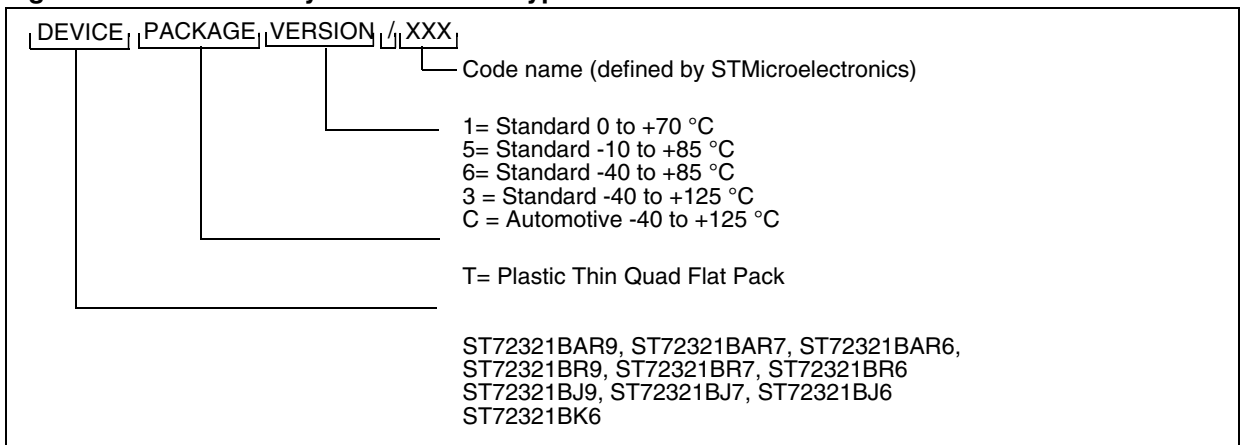 DEVICE PACKAGE VERSION / XXX
Code name (defined by STMicroelectronics)
1= Standard 0 to +70 °C
5= Standard -10 to +85 °C
6= Standard -40 to +85 °C
3 = Standard -40 to +125 °C
C = Automotive -40 to +125 °C
T= Plastic Thin Quad Flat Pack
ST72321BAR9, ST72321BAR7, ST72321BAR6,
ST72321BR9, ST72321BR7, ST72321BR6
ST72321BJ9, ST72321BJ7, ST72321BJ6
ST72321BK6